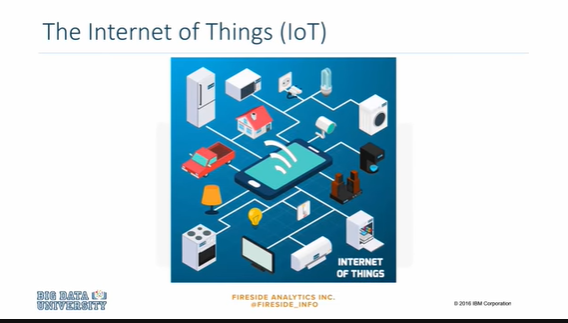 The Internet of Things (IoT)
INTERNET
OF THINGS
BIG DATA
UNIVERSITY
FIRESIDE ANALYTICS INC.
@FIRESIDE_INFO
© 2016 IBM Corporation